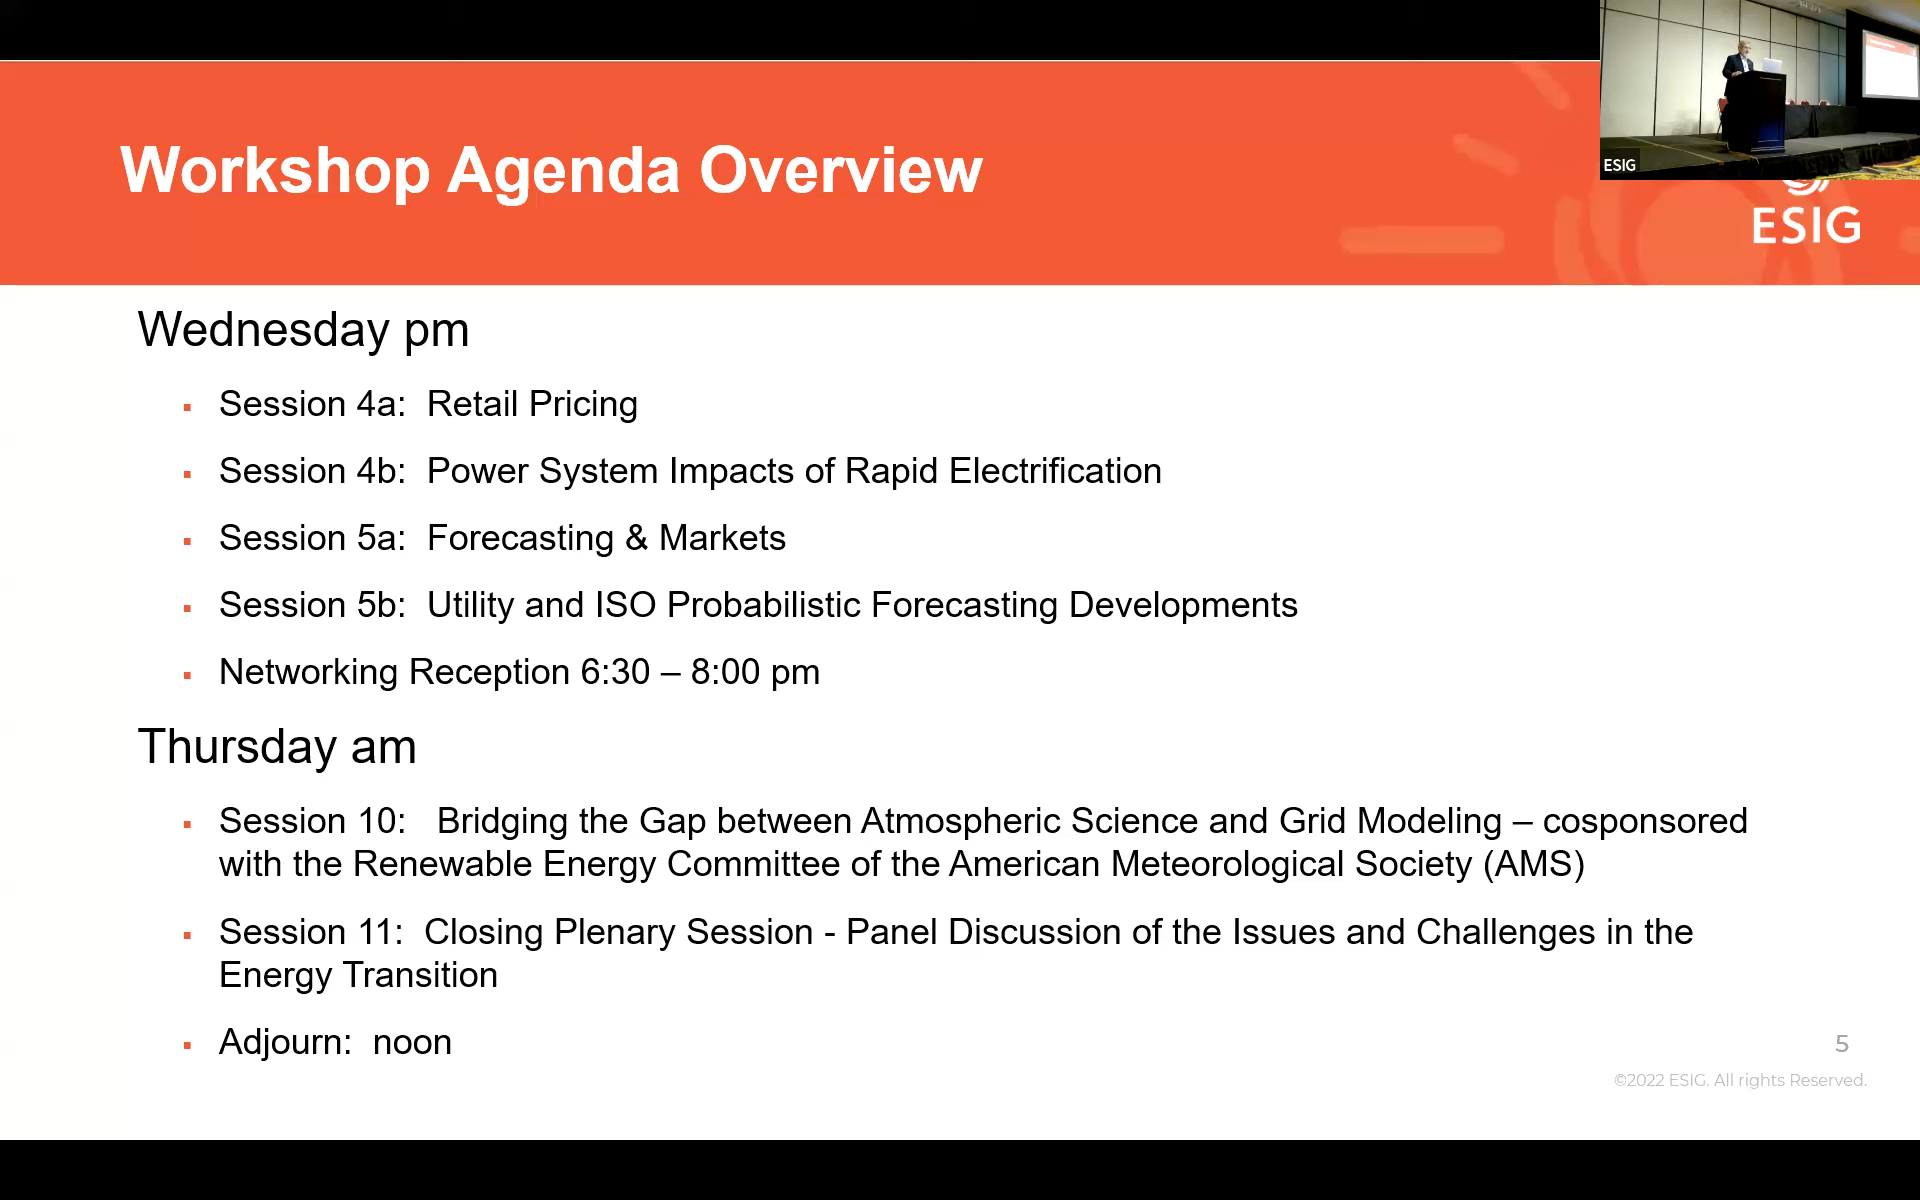 ESIG
Workshop Agenda Overview
ESIG
Wednesday pm
▪ Session 4a: Retail Pricing
▪ Session 4b: Power System Impacts of Rapid Electrification
▪ Session 5a: Forecasting & Markets
▪ Session 5b: Utility and ISO Probabilistic Forecasting Developments
▪ Networking Reception 6:30 – 8:00 pm
Thursday am
▪ Session 10: Bridging the Gap between Atmospheric Science and Grid Modeling – cosponsored
with the Renewable Energy Committee of the American Meteorological Society (AMS)
▪ Session 11: Closing Plenary Session - Panel Discussion of the Issues and Challenges in the
Energy Transition
▪ Adjourn: noon
5
©2022 ESIG. All rights Reserved.